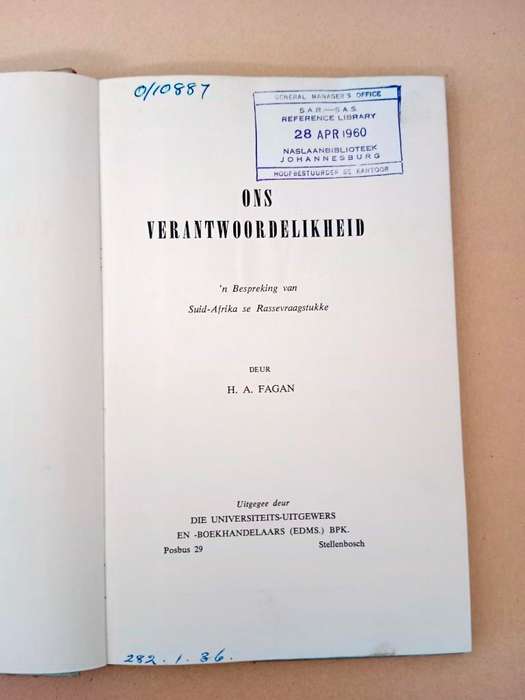 O/10887
GENERAL MANAGER'S OFFICE
S.A.R.—S.A.S.
REFERENCE LIBRARY
28 APR 1960
NASLAANBIBLIOTEEK
JOHANNESBURG
HOOFBESTUURDER SE KANTOOR
ONS
VERANTWOORDELIKHEID
'n Bespreking van
Suid-Afrika se Rassevraagstukke
DEUR
H. A. FAGAN
Uitgegee deur
DIE UNIVERSITEITS-UITGEWERS
EN -BOEKHANDELAARS (EDMS.) BPK.
Posbus 29 Stellenbosch
282.1.36.